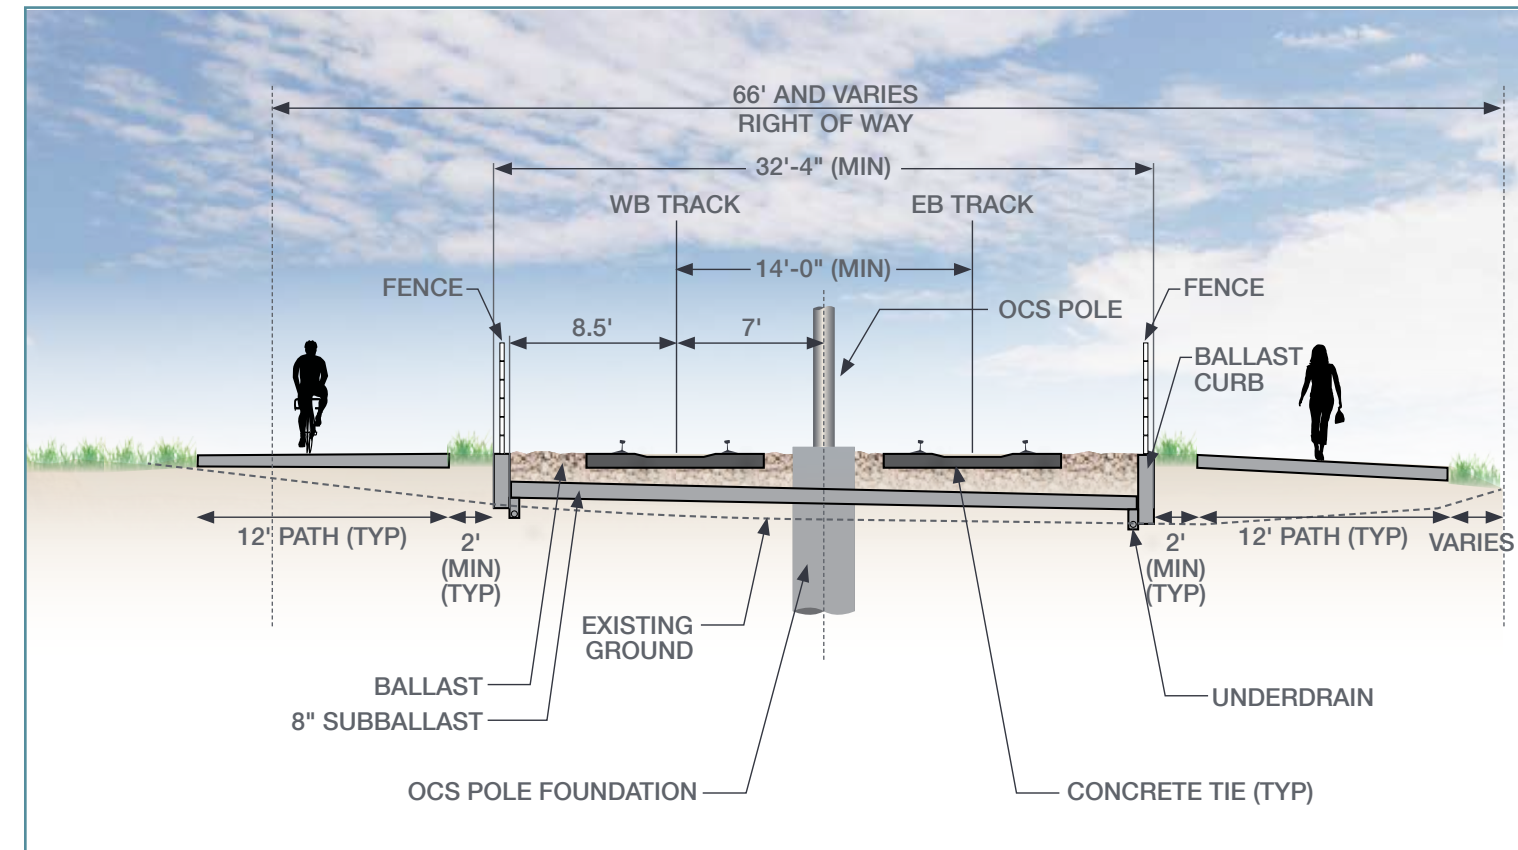 66' AND VARIES
RIGHT OF WAY
32'-4" (MIN)
WB TRACK
EB TRACK
14'-0" (MIN)
FENCE
FENCE
OCS POLE
8.5'
7'
BALLAST
CURB
12' PATH (TYP)
2'
(MIN)
(TYP)
2'
(MIN)
(TYP)
12' PATH (TYP)
VARIES
EXISTING
GROUND
BALLAST
8" SUBBALLAST
UNDERDRAIN
OCS POLE FOUNDATION
CONCRETE TIE (TYP)